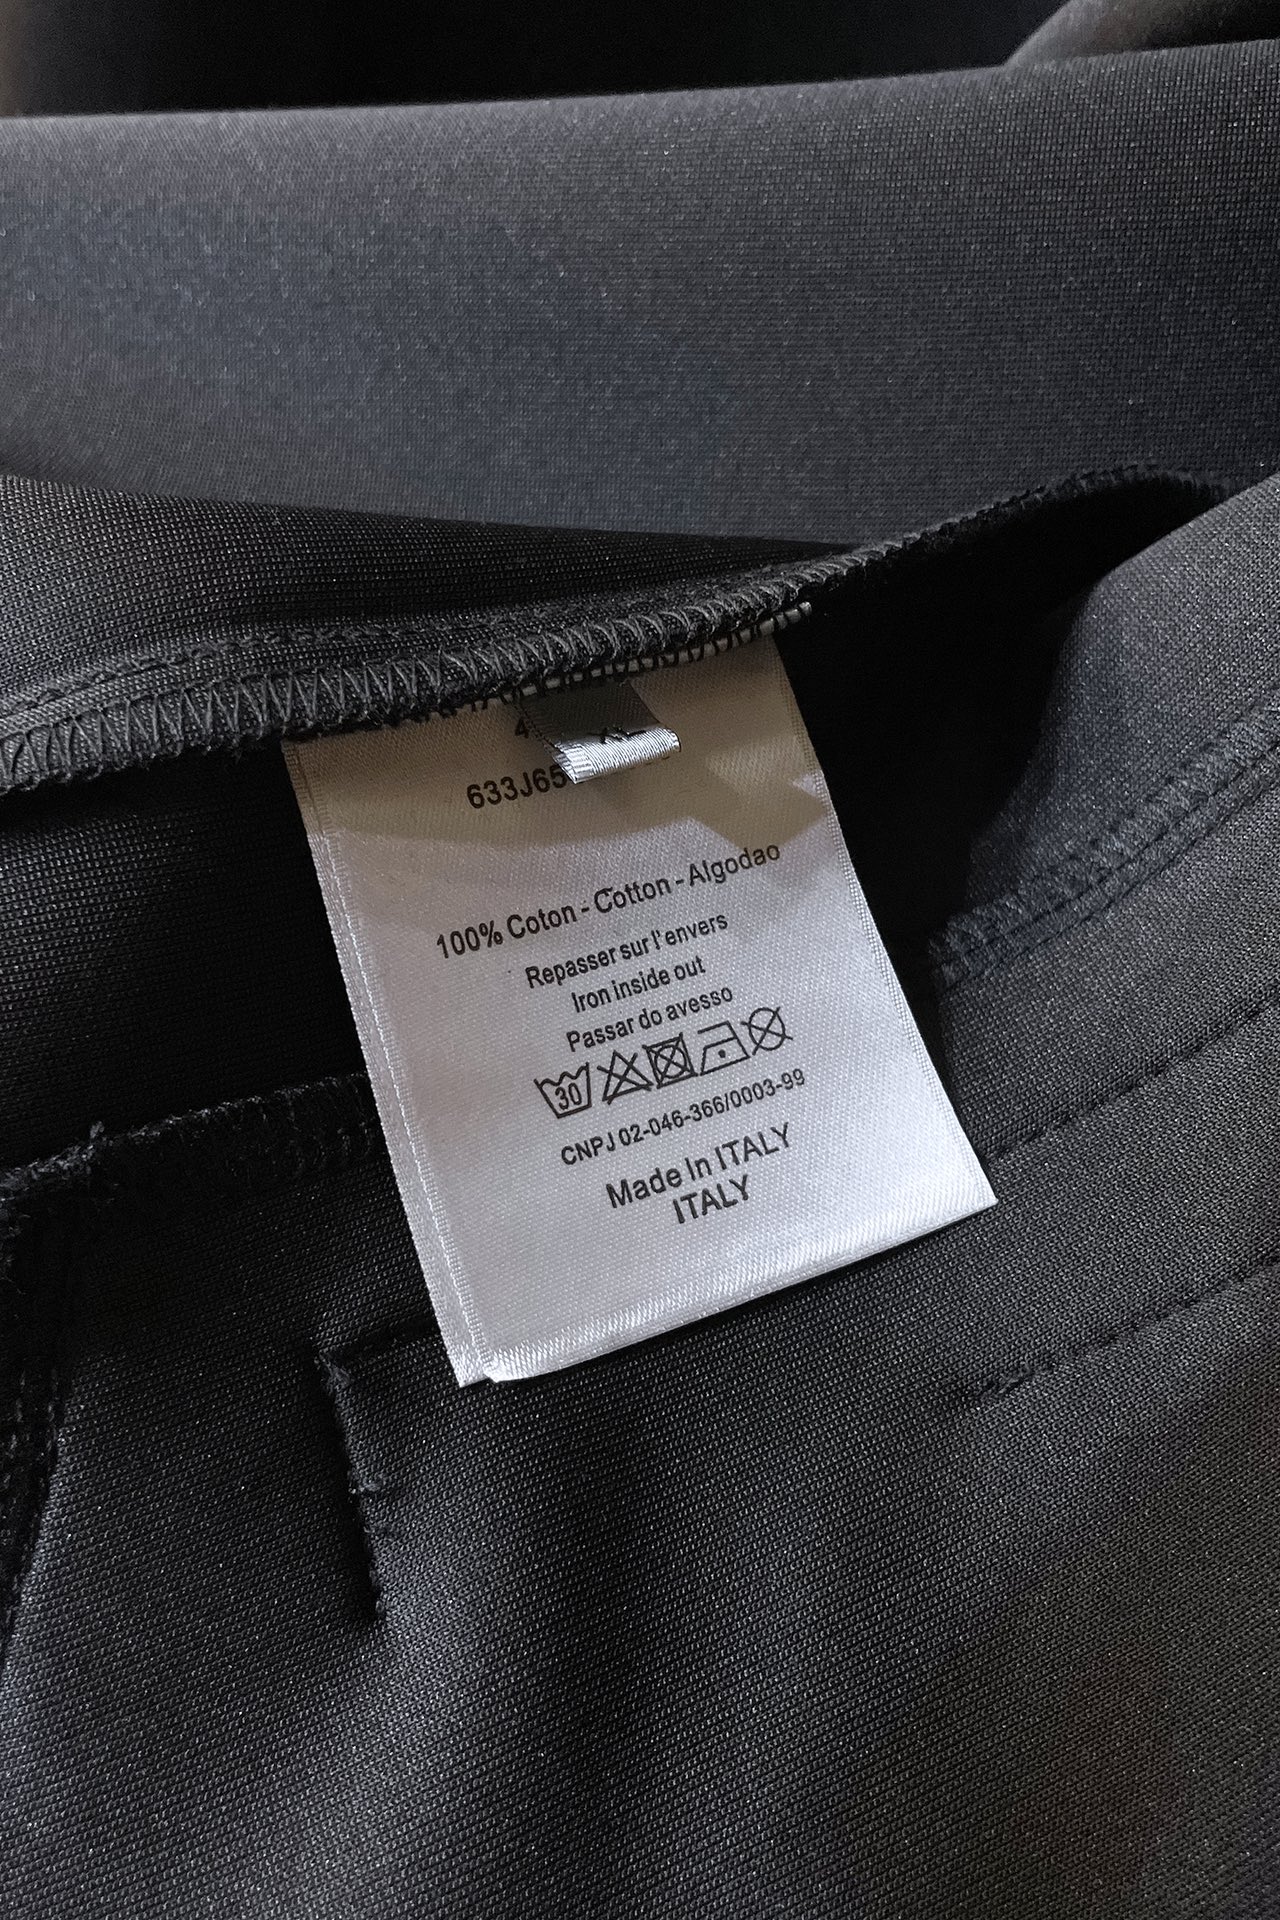 4
633J65
100% Coton - Cotton - Algodao
Repasser sur l'envers
Iron inside out
Passar do avesso
30
CNPJ 02-046-366/0003-99
Made In ITALY
ITALY